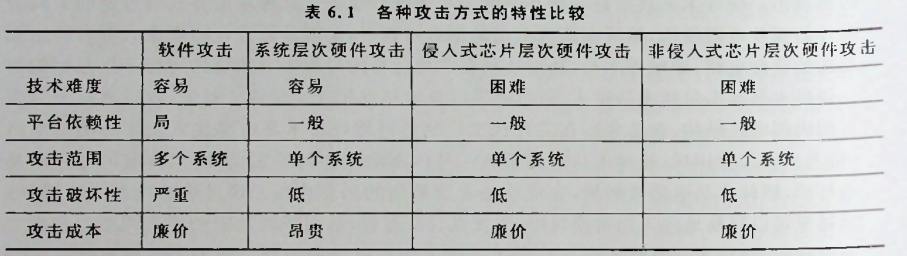 表 6.1 各种攻击方式的特性比较
软件攻击 系统层次硬件攻击 侵入式芯片层次硬件攻击 非侵入式芯片层次硬件攻击
技术难度 容易 容易 困难 困难
平台依赖性 局 一般 一般 一般
攻击范围 多个系统 单个系统 单个系统 单个系统
攻击破坏性 严重 低 低 低
攻击成本 廉价 昂贵 廉价 廉价